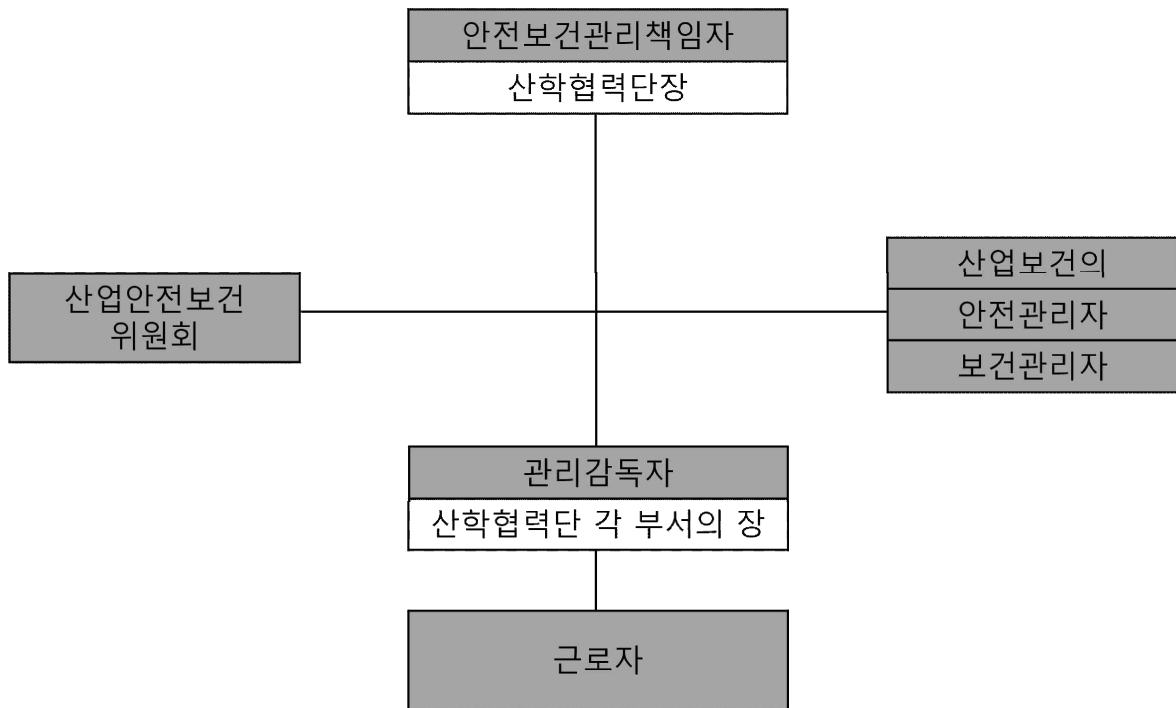 안전보건관리책임자
산학협력단장
산업안전보건
위원회
산업보건의
안전관리자
보건관리자
관리감독자
산학협력단 각 부서의 장
근로자